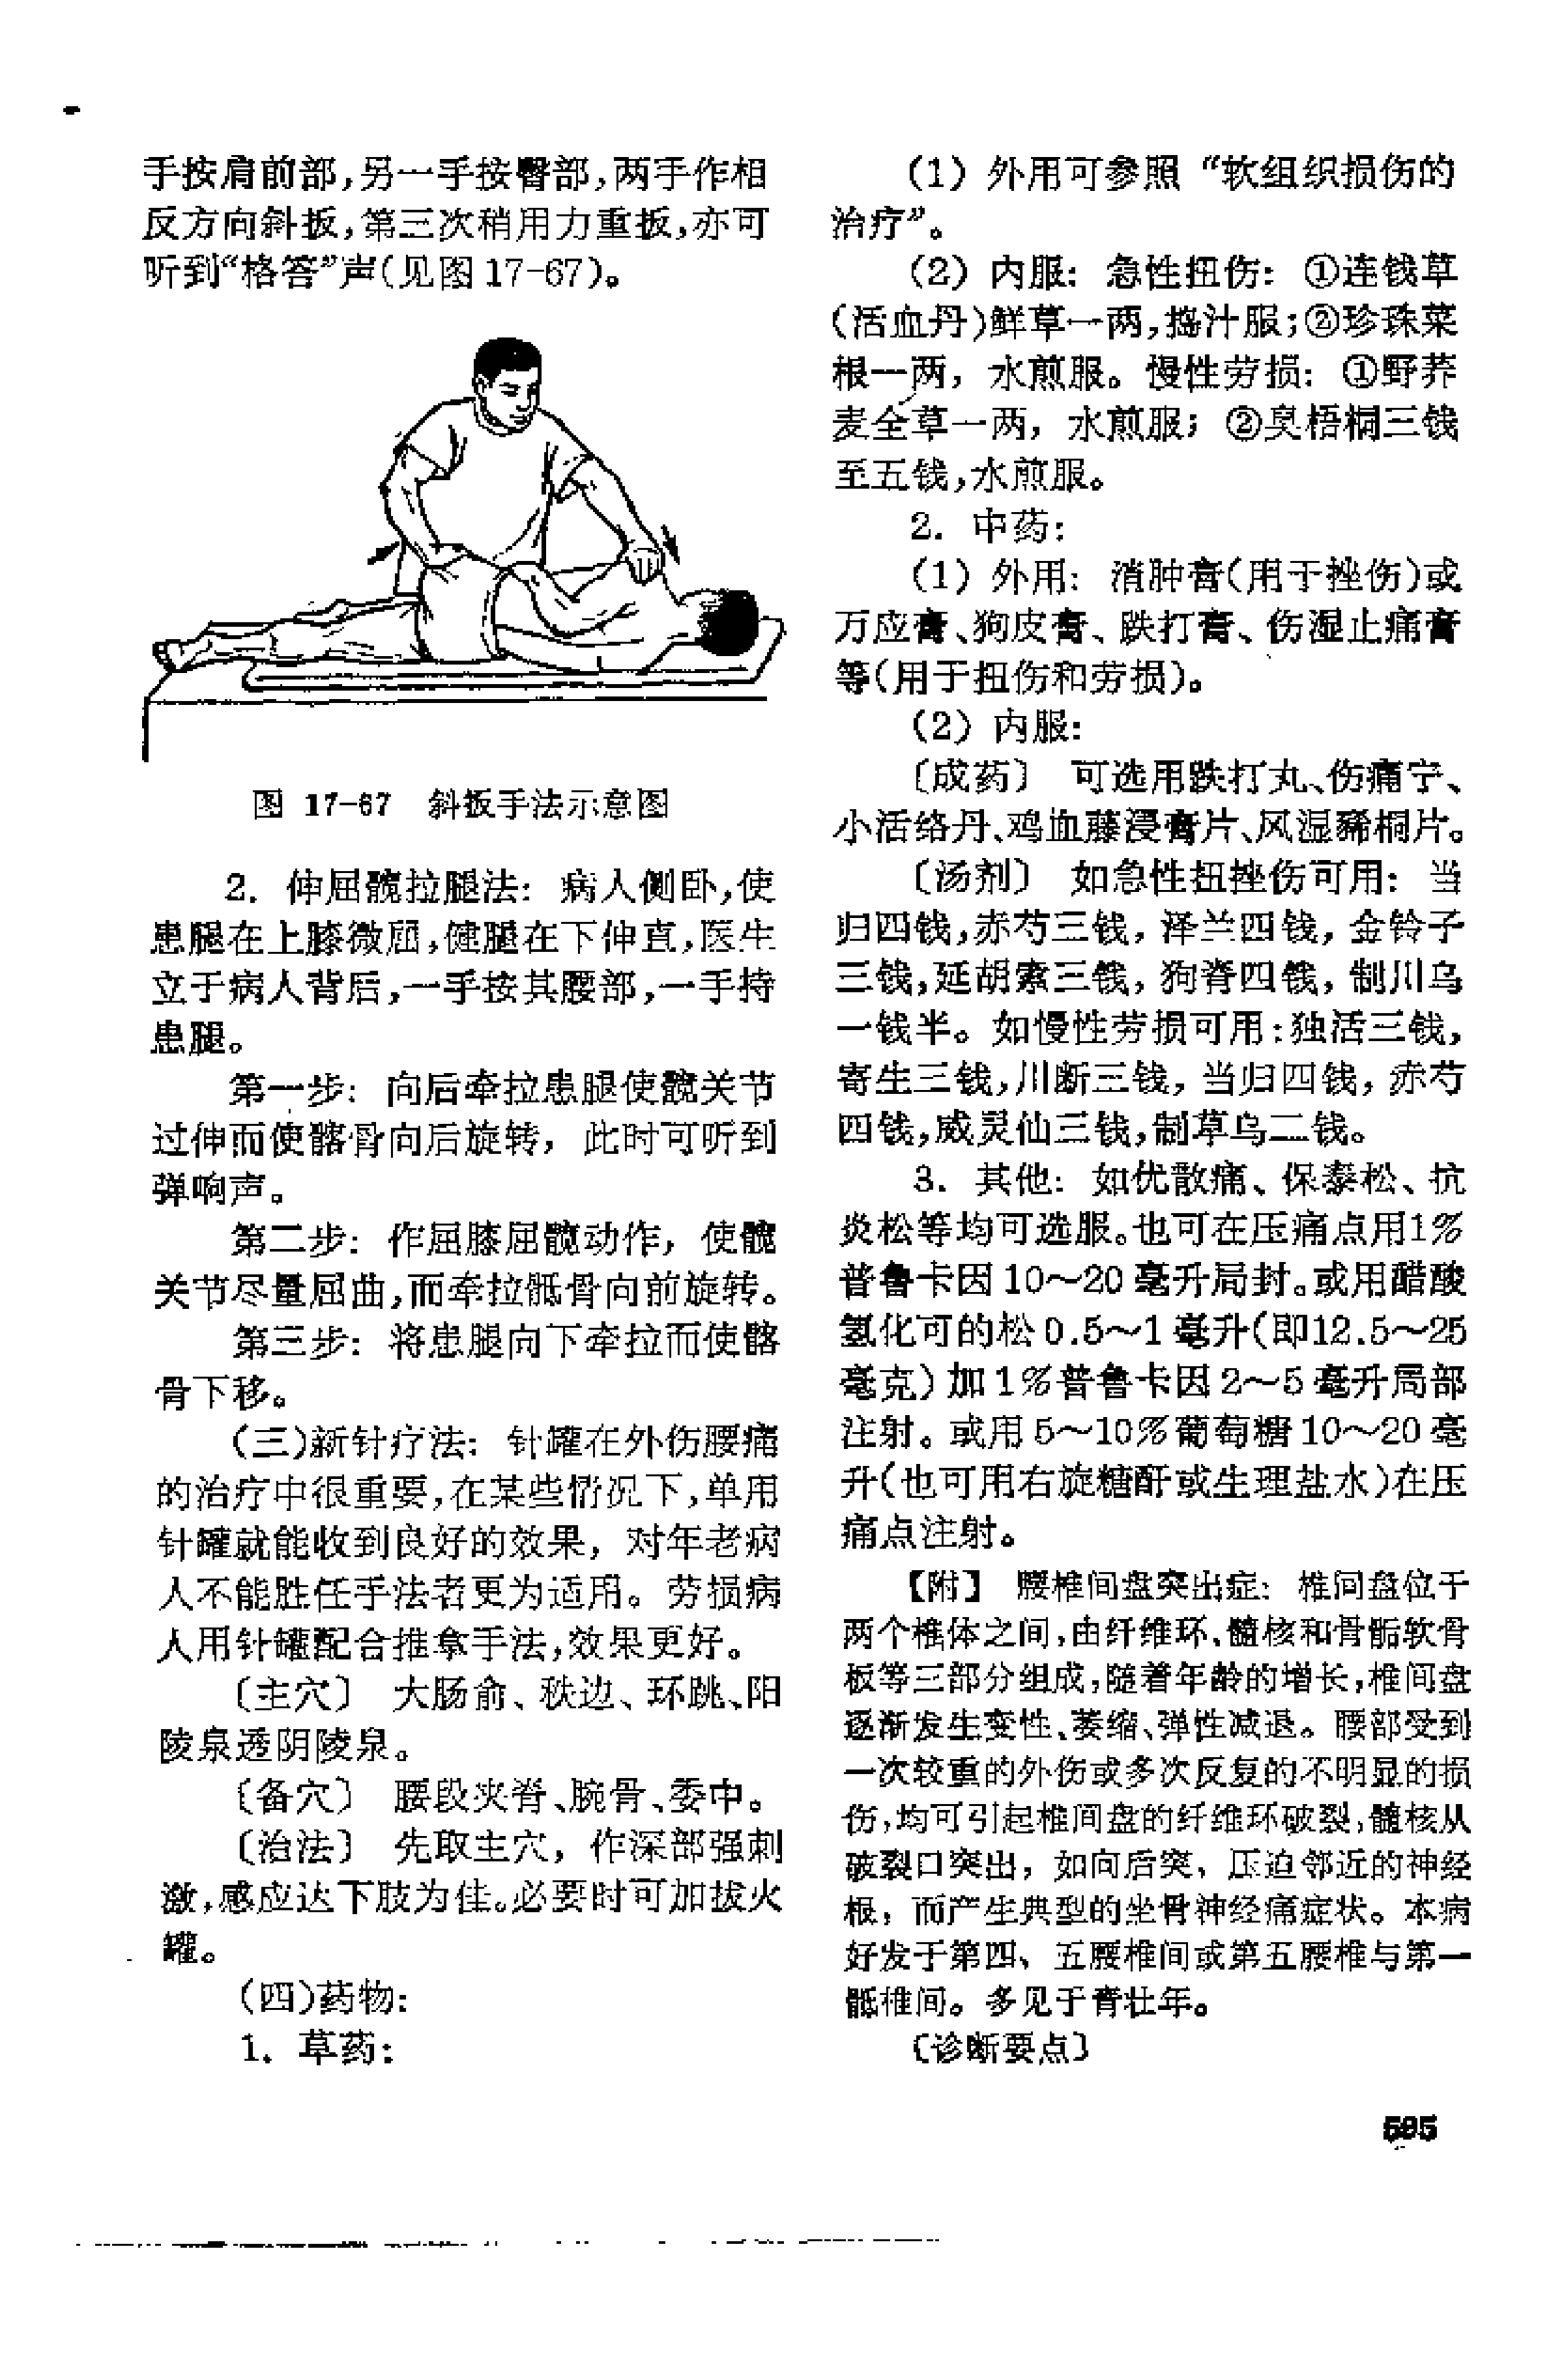 手按肩前部,另一手按臀部,两手作相
反方向斜扳,第三次稍用力重扳,亦可
听到“格答”声(见图 17-67)。
图 17-67 斜扳手法示意图
2. 伸屈髋拉腿法: 病人侧卧,使
患腿在上膝微屈,健腿在下伸直,医生
立于病人背后,一手按其腰部,一手持
患腿。
第一步: 向后牵拉患腿使髋关节
过伸而使髂骨向后旋转, 此时可听到
弹响声。
第二步: 作屈膝屈髋动作, 使髋
关节尽量屈曲,而牵拉骶骨向前旋转。
第三步: 将患腿向下牵拉而使髂
骨下移。
(三)新针疗法: 针罐在外伤腰痛
的治疗中很重要,在某些情况下,单用
针罐就能收到良好的效果, 对年老病
人不能胜任手法者更为适用。劳损病
人用针罐配合推拿手法,效果更好。
〔主穴〕 大肠俞、秩边、环跳、阳
陵泉透阴陵泉。
〔备穴〕 腰段夹脊、腕骨、委中。
〔治法〕 先取主穴, 作深部强刺
激,感应达下肢为佳。必要时可加拔火
罐。
(四)药物:
1. 草药:
(1) 外用可参照 “软组织损伤的
治疗”。
(2) 内服: 急性扭伤: ①连钱草
(活血丹)鲜草一两,捣汁服;②珍珠菜
根一两, 水煎服。慢性劳损: ①野荞
麦全草一两, 水煎服; ②臭梧桐三钱
至五钱,水煎服。
2. 中药:
(1) 外用: 消肿膏(用于挫伤)或
万应膏、狗皮膏、跌打膏、伤湿止痛膏
等(用于扭伤和劳损)。
(2) 内服:
〔成药〕 可选用跌打丸、伤痛宁、
小活络丹、鸡血藤浸膏片、风湿豨桐片。
〔汤剂〕 如急性扭挫伤可用: 当
归四钱,赤芍三钱, 泽兰四钱, 金铃子
三钱,延胡索三钱, 狗脊四钱, 制川乌
一钱半。如慢性劳损可用:独活三钱,
寄生三钱,川断三钱, 当归四钱, 赤芍
四钱,威灵仙三钱,制草乌二钱。
3. 其他: 如优散痛、保泰松、抗
炎松等均可选服。也可在压痛点用1%
普鲁卡因 10～20 毫升局封。或用醋酸
氢化可的松 0.5～1 毫升(即12.5～25
毫克) 加 1% 普鲁卡因 2～5 毫升局部
注射。或用 5～10% 葡萄糖 10～20 毫
升(也可用右旋糖酐或生理盐水)在压
痛点注射。
【附】 腰椎间盘突出症: 椎间盘位于
两个椎体之间,由纤维环、髓核和骨骺软骨
板等三部分组成,随着年龄的增长,椎间盘
逐渐发生变性、萎缩、弹性减退。腰部受到
一次较重的外伤或多次反复的不明显的损
伤,均可引起椎间盘的纤维环破裂,髓核从
破裂口突出, 如向后突, 压迫邻近的神经
根, 而产生典型的坐骨神经痛症状。本病
好发于第四、五腰椎间或第五腰椎与第一
骶椎间。多见于青壮年。
〔诊断要点〕
595